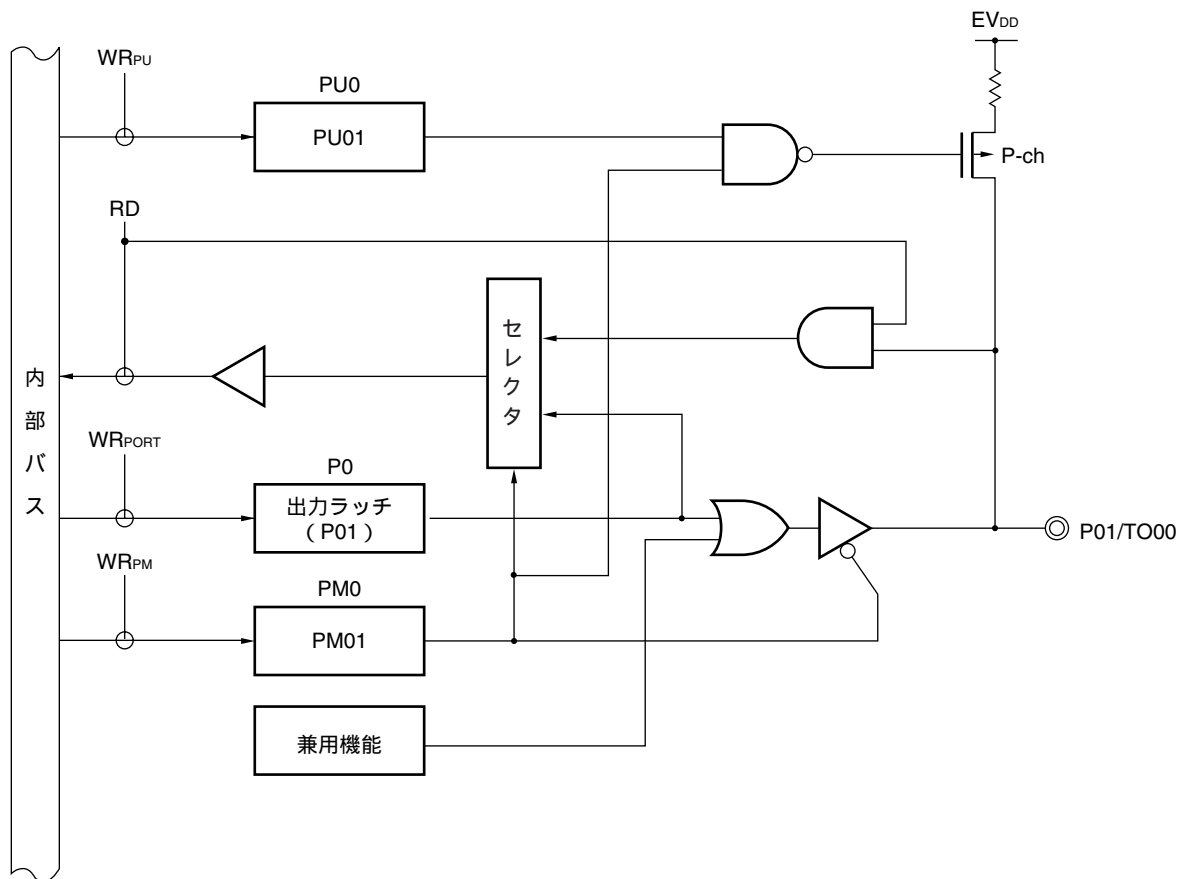 EVDD
WRPU
PU0
PU01
P-ch
RD
セレクタ
内部バス
WRPORT
P0
出力ラッチ
（P01）
P01/TO00
WRPM
PM0
PM01
兼用機能